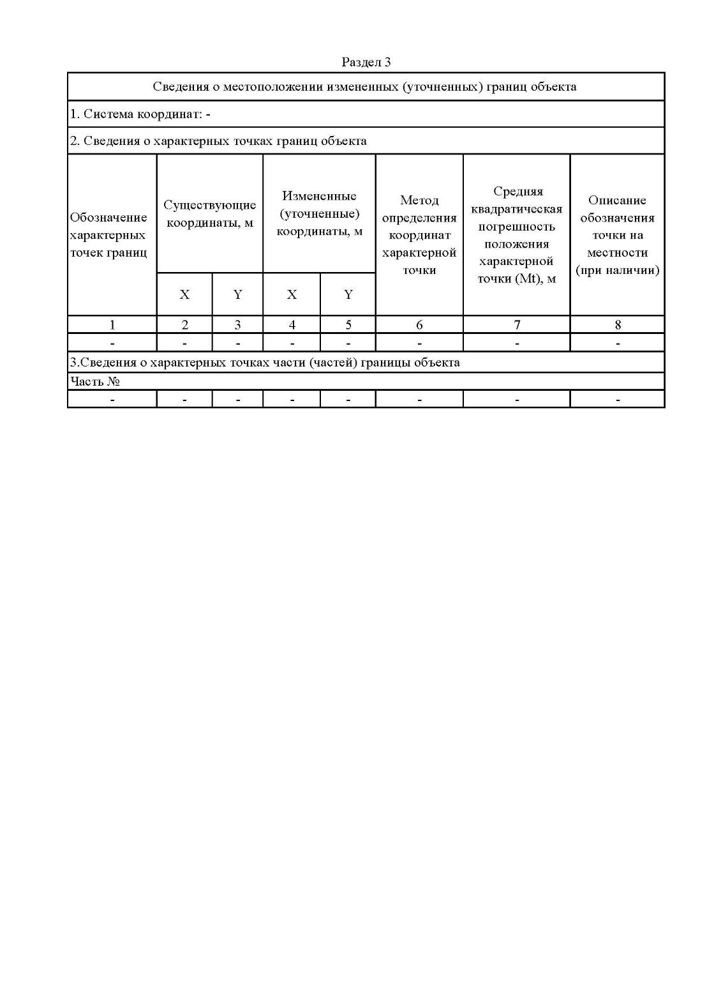 Раздел 3
Сведения о местоположении измененных (уточненных) границ объекта
1. Система координат: -
2. Сведения о характерных точках границ объекта
Обозначение
характерных
точек границ
Существующие
координаты, м
Измененные
(уточненные)
координаты, м
Метод
определения
координат
характерной
точки
Средняя
квадратическая
погрешность
положения
характерной
точки (Mt), м
Описание
обозначения
точки на
местности
(при наличии)
X Y X Y
1 2 3 4 5 6 7 8
- - - - - - - -
3.Сведения о характерных точках части (частей) границы объекта
Часть №
- - - - - - - -